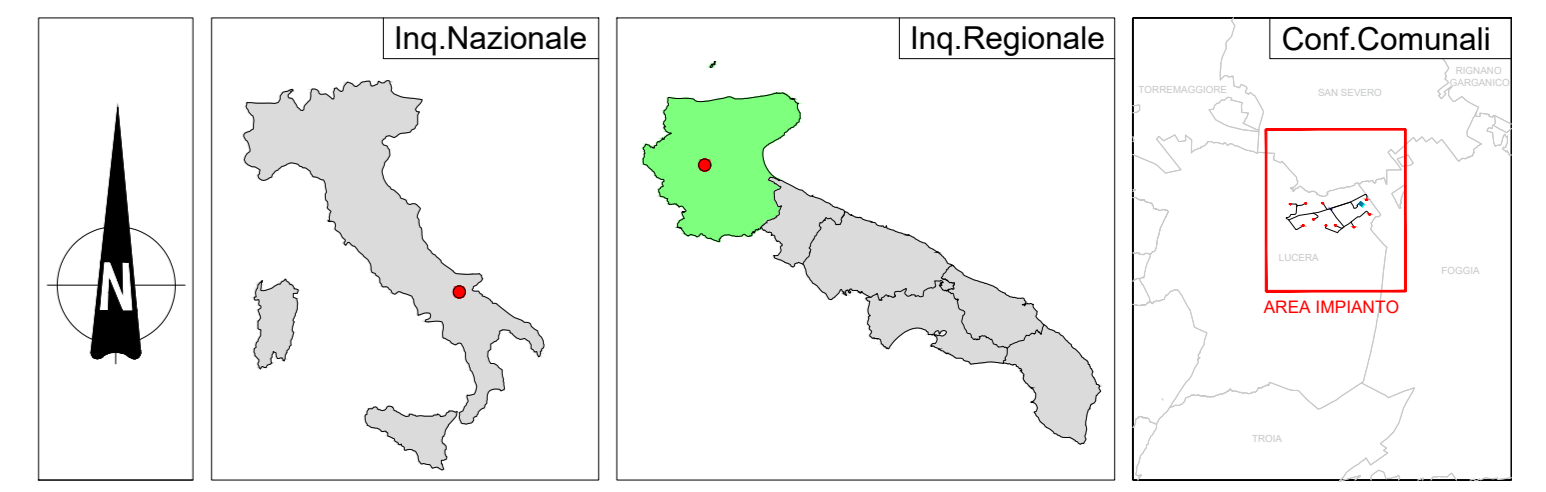 N
Inq.Nazionale
Inq.Regionale
Conf.Comunali
TORREMAGGIORE
SAN SEVERO
RIGNANO
GARGANICO
LUCERA
FOGGIA
AREA IMPIANTO
TROIA